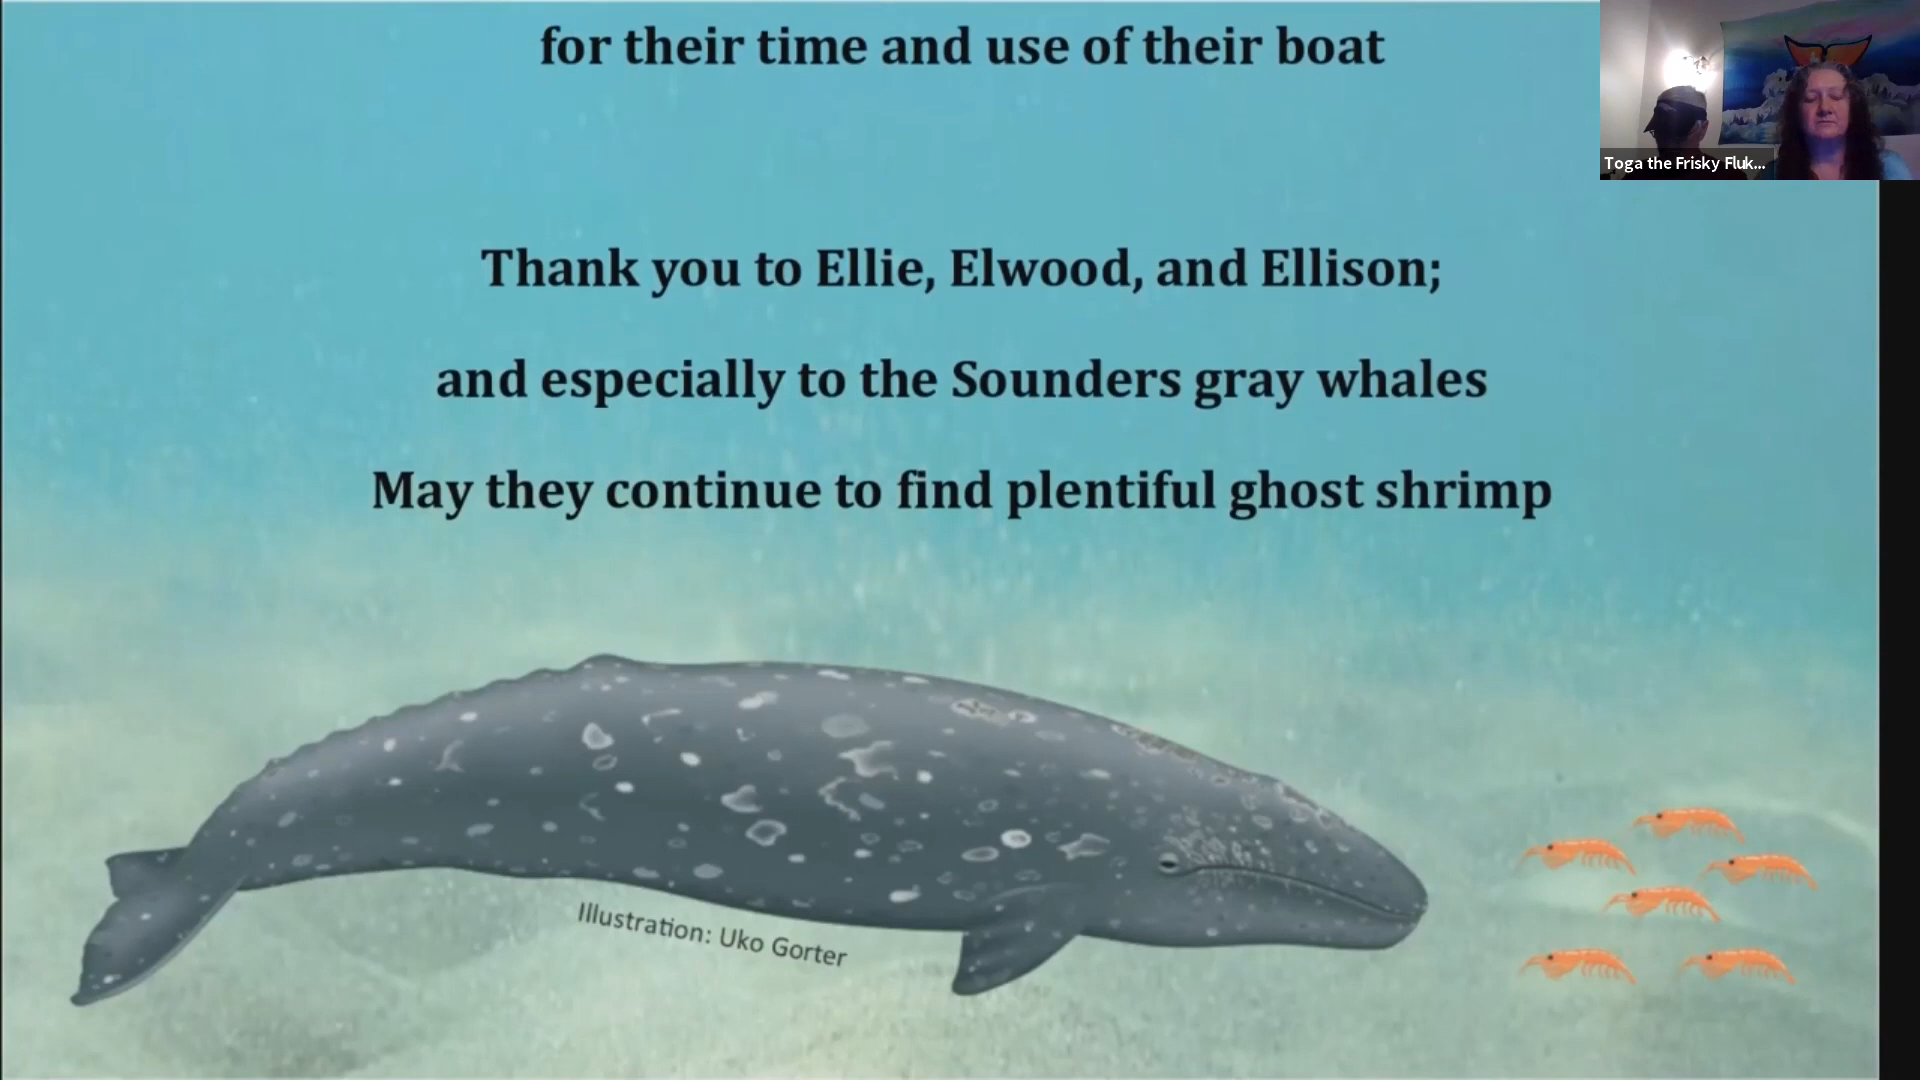 for their time and use of their boat
Toga the Frisky Fluk...
Thank you to Ellie, Elwood, and Ellison;
and especially to the Sounders gray whales
May they continue to find plentiful ghost shrimp
Illustration: Uko Gorter